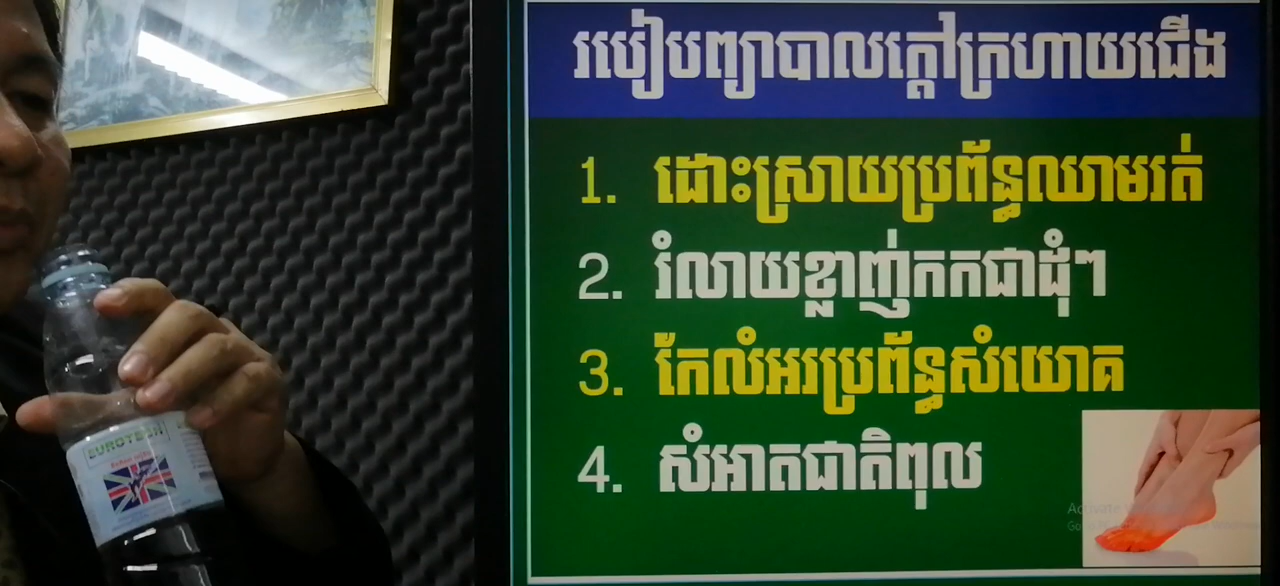 របៀបព្យាបាលក្តៅក្រហាយជើង
1. ដោះស្រាយប្រព័ន្ធឈាមរត់
2. រំលាយខ្លាញ់កកជាដុំៗ
3. កែលំអរប្រព័ន្ធសំយោគ
4. សំអាតជាតិពុល
EUROTECH
Activate